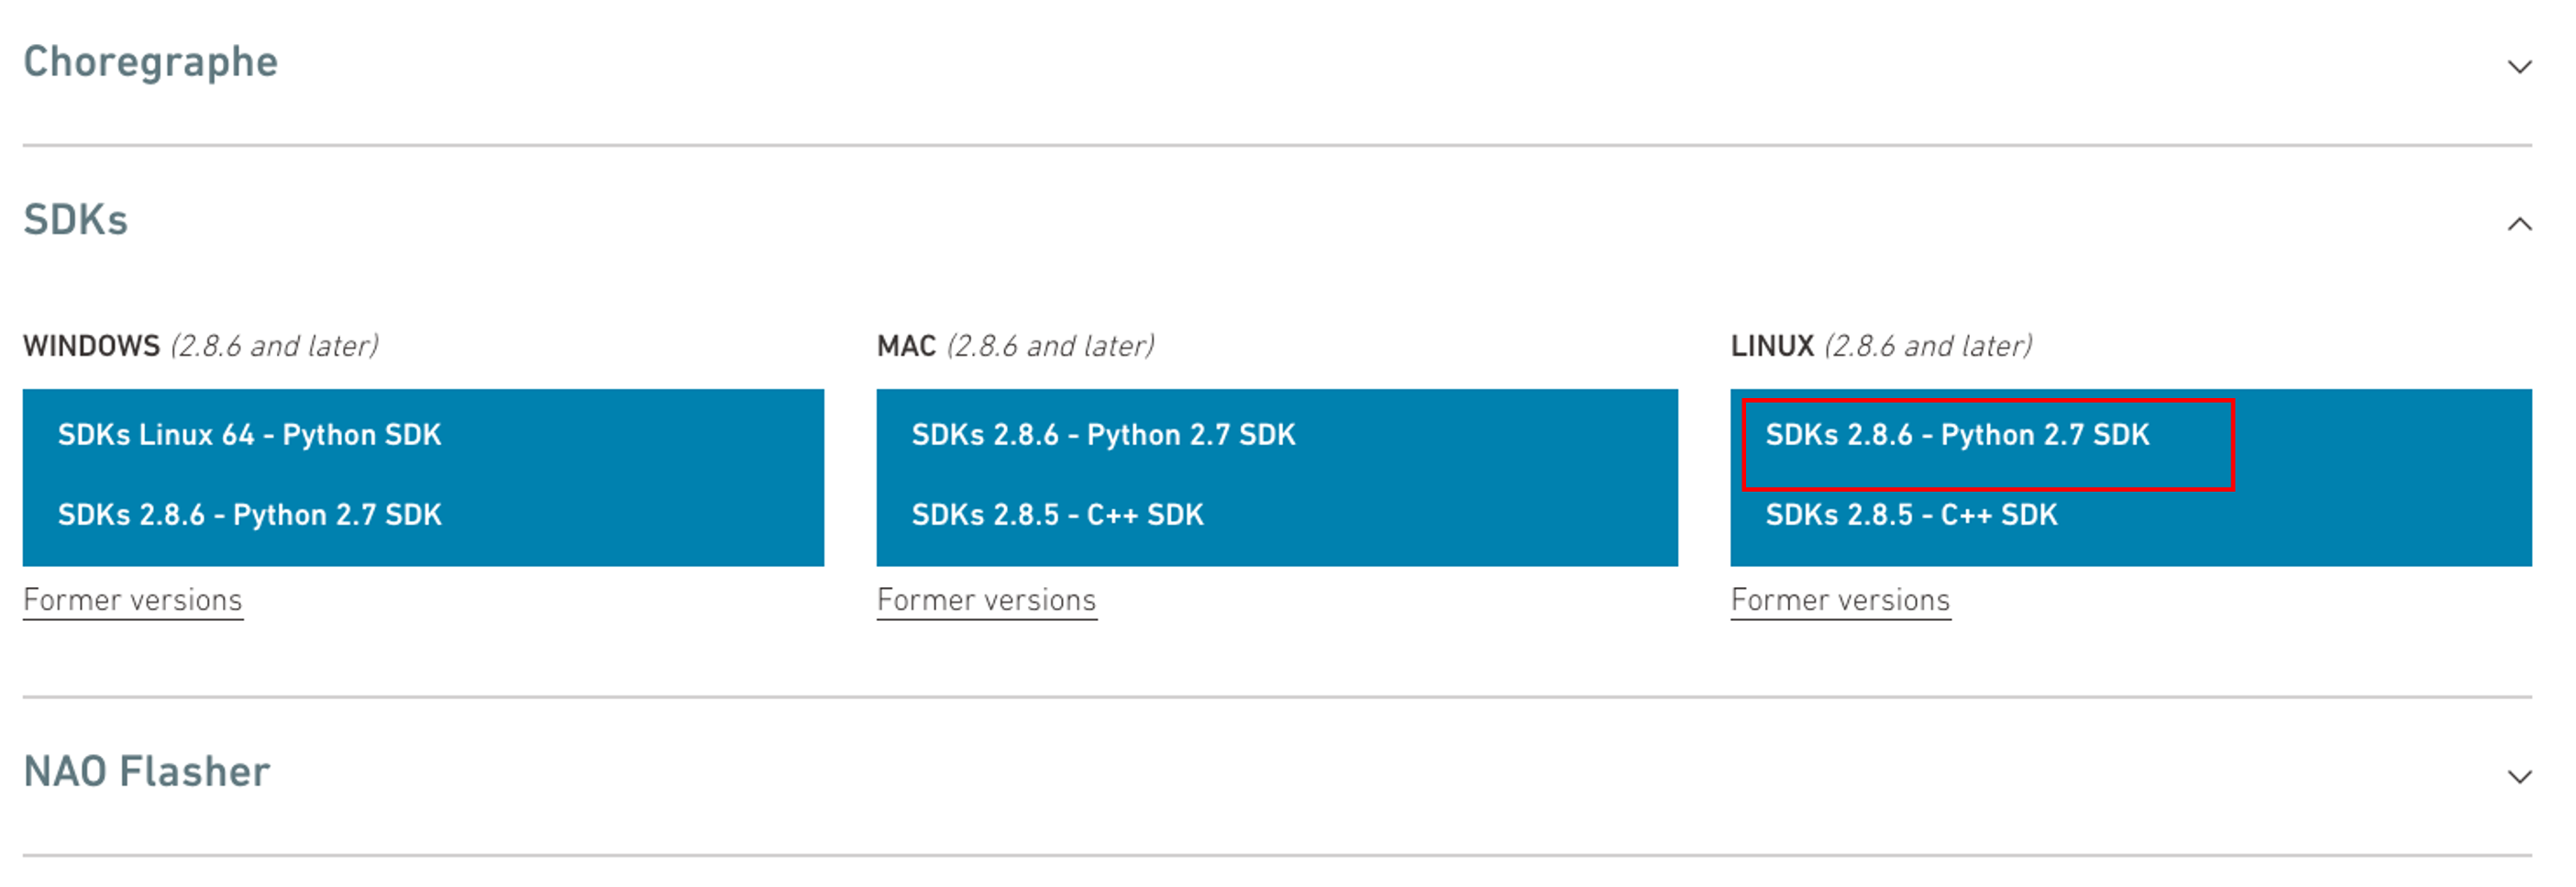 Choregraphe
SDKs
WINDOWS (2.8.6 and later)
SDKs Linux 64 - Python SDK
SDKs 2.8.6 - Python 2.7 SDK
Former versions
MAC (2.8.6 and later)
SDKs 2.8.6 - Python 2.7 SDK
SDKs 2.8.5 - C++ SDK
Former versions
LINUX (2.8.6 and later)
SDKs 2.8.6 - Python 2.7 SDK
SDKs 2.8.5 - C++ SDK
Former versions
NAO Flasher